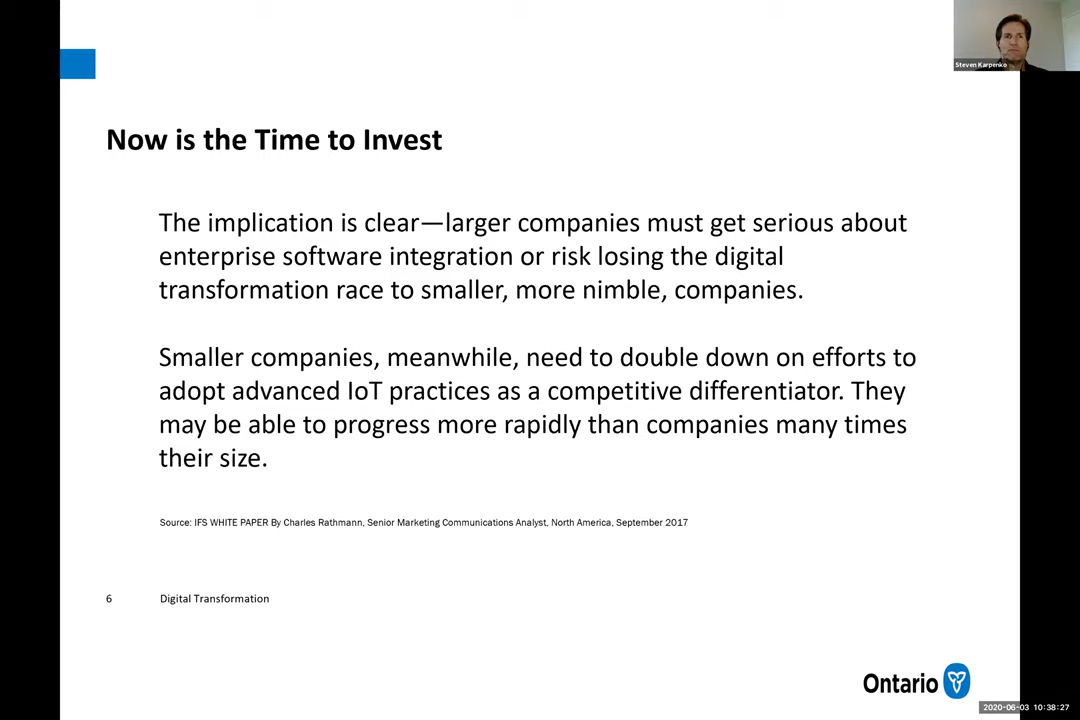 Steven Karpenko
Now is the Time to Invest
The implication is clear—larger companies must get serious about
enterprise software integration or risk losing the digital
transformation race to smaller, more nimble, companies.
Smaller companies, meanwhile, need to double down on efforts to
adopt advanced IoT practices as a competitive differentiator. They
may be able to progress more rapidly than companies many times
their size.
Source: IFS WHITE PAPER By Charles Rathmann, Senior Marketing Communications Analyst, North America, September 2017
6 Digital Transformation
Ontario
2020-06-03 10:38:27